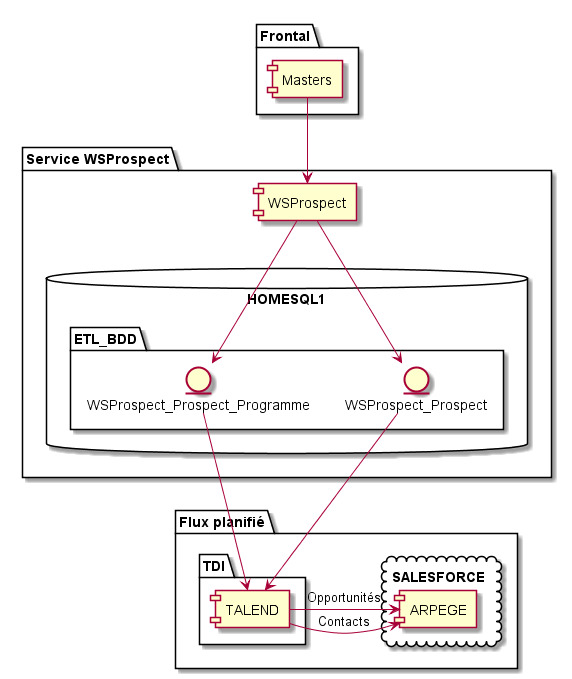 Frontal
Masters
Service WSProspect
WSProspect
HOMESQL1
ETL_BDD
WSProspect_Prospect_Programme
WSProspect_Prospect
Flux planifié
TDI
SALESFORCE
TALEND
Opportunités
ARPEGE
Contacts